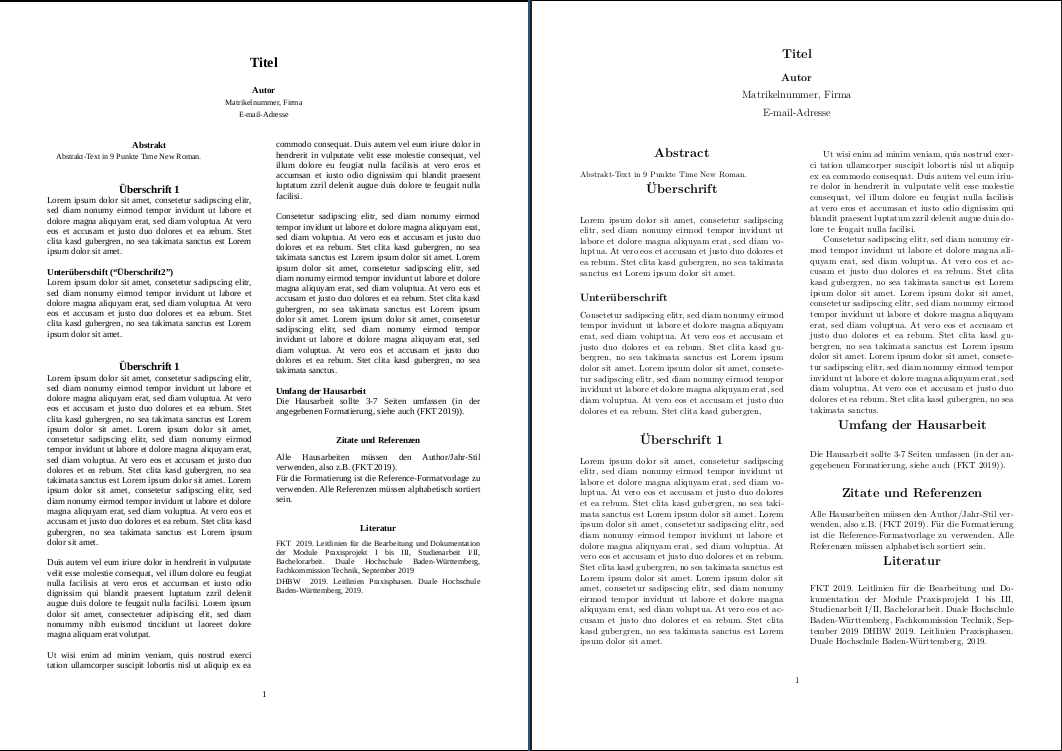 Titel
Autor
Matrikelnummer, Firma
E-mail-Adresse
Abstrakt
Abstrakt-Text in 9 Punkte Time New Roman.
Überschrift 1
Lorem ipsum dolor sit amet, consetetur sadipscing
elitr, sed diam nonumy eirmod tempor
sed diam nonumy eirmod tempor invidunt ut labore et
dolore magna aliquyam erat, sed diam voluptua. At vero
eos et accusam et justo duo dolores et ea rebum. Stet
clita kasd gubergren, no sea takimata sanctus est Lorem
ipsum dolor sit amet.
Unterüberschift (“Überschrift2”)
Lorem ipsum dolor sit amet, consetetur sadipscing elitr,
sed diam nonumy eirmod tempor invidunt ut labore et
dolore magna aliquyam erat, sed diam voluptua. At vero
eos et accusam et justo duo dolores et ea rebum. Stet
clita kasd gubergren, no sea takimata sanctus est Lorem
ipsum dolor sit amet.
Überschrift 1
Lorem ipsum dolor sit amet, consetetur sadipscing elitr,
sed diam nonumy eirmod tempor invidunt ut labore et
dolore magna aliquyam erat, sed diam voluptua. At vero
eos et accusam et justo duo dolores et ea rebum. Stet
clita kasd gubergren, no sea takimata sanctus est Lorem
ipsum dolor sit amet. Lorem ipsum dolor sit amet,
consetetur sadipscing elitr, sed diam nonumy eirmod
tempor invidunt ut labore et dolore magna aliquyam erat,
sed diam voluptua. At vero eos et accusam et justo duo
dolores et ea rebum. Stet clita kasd gubergren, no sea
takimata sanctus est Lorem ipsum dolor sit amet. Lorem
ipsum dolor sit amet, consetetur sadipscing elitr, sed
diam nonumy eirmod tempor invidunt ut labore et dolore
magna aliquyam erat, sed diam voluptua. At vero eos et
accusam et justo duo dolores et ea rebum. Stet clita kasd
gubergren, no sea takimata sanctus est Lorem ipsum
dolor sit amet.
Duis autem vel eum iriure dolor in hendrerit in vulputate
velit esse molestie consequat, vel illum dolore eu feugiat
nulla facilisis at vero eros et accumsan et iusto odio
dignissim qui blandit praesent luptatum zzril delenit
augue duis dolore te feugait nulla facilisi. Lorem ipsum
dolor sit amet, consectetuer adipiscing elit, sed diam
nonummy nibh euismod tincidunt ut laoreet dolore
magna aliquam erat volutpat.
Ut wisi enim ad minim veniam, quis nostrud exerci
tation ullamcorper suscipit lobortis nisl ut aliquip ex ea
commodo consequat. Duis autem vel eum iriure dolor in
hendrerit in vulputate velit esse molestie consequat, vel
illum dolore eu feugiat nulla facilisis at vero eros et
accumsan et iusto odio dignissim qui blandit praesent
luptatum zzril delenit augue duis dolore te feugait nulla
facilisi.
Consetetur sadipscing elitr, sed diam nonumy eirmod
tempor invidunt ut labore et dolore magna aliquyam erat,
sed diam voluptua. At vero eos et accusam et justo duo
dolores et ea rebum. Stet clita kasd gubergren, no sea
takimata sanctus est Lorem ipsum dolor sit amet. Lorem
ipsum dolor sit amet, consetetur sadipscing elitr, sed
diam nonumy eirmod tempor invidunt ut labore et dolore
magna aliquyam erat, sed diam voluptua. At vero eos et
accusam et justo duo dolores et ea rebum. Stet clita kasd
gubergren, no sea takimata sanctus est Lorem ipsum
dolor sit amet. Lorem ipsum dolor sit amet, consetetur
sadipscing elitr, sed diam nonumy eirmod tempor
invidunt ut labore et dolore magna aliquyam erat, sed
diam voluptua. At vero eos et accusam et justo duo
dolores et ea rebum. Stet clita kasd gubergren, no sea
takimata sanctus.
Umfang der Hausarbeit
Die Hausarbeit sollte 3-7 Seiten umfassen (in der
angegebenen Formatierung, siehe auch (FKT 2019)).
Zitate und Referenzen
Alle Hausarbeiten müssen den Author/Jahr-Stil
verwenden, also z.B. (FKT 2019).
Für die Formatierung ist die Reference-Formatvorlage zu
verwenden. Alle Referenzen müssen alphabetisch sortiert
sein.
Literatur
FKT 2019. Leitlinien für die Bearbeitung und Dokumentation
der Module Praxisprojekt I bis III, Studienarbeit I/II,
Bachelorarbeit. Duale Hochschule Baden-Württemberg,
Fachkommission Technik, September 2019
DHBW 2019. Leitlinien Praxisphasen. Duale Hochschule
Baden-Württemberg, 2019.
1
Titel
Autor
Matrikelnummer, Firma
E-mail-Adresse
Abstract
Abstrakt-Text in 9 Punkte Time New Roman.
Überschrift
Lorem ipsum dolor sit amet, consetetur sadipscing
elitr, sed diam nonumy eirmod tempor invidunt ut
labore et dolore magna aliquyam erat, sed diam vo-
luptua. At vero eos et accusam et justo duo dolores et
ea rebum. Stet clita kasd gubergren, no sea takimata
sanctus est Lorem ipsum dolor sit amet.
Unterüberschrift
Consetetur sadipscing elitr, sed diam nonumy eirmod
tempor invidunt ut labore et dolore magna aliquyam
erat, sed diam voluptua. At vero eos et accusam et
justo duo dolores et ea rebum. Stet clita kasd gu-
bergren, no sea takimata sanctus est Lorem ipsum
dolor sit amet. Lorem ipsum dolor sit amet, consete-
tur sadipscing elitr, sed diam nonumy eirmod tempor
invidunt ut labore et dolore magna aliquyam erat, sed
diam voluptua. At vero eos et accusam et justo duo
dolores et ea rebum. Stet clita kasd gubergren,
Überschrift 1
Lorem ipsum dolor sit amet, consetetur sadipscing
elitr, sed diam nonumy eirmod tempor invidunt ut
labore et dolore magna aliquyam erat, sed diam vo-
luptua. At vero eos et accusam et justo duo dolores
et ea rebum. Stet clita kasd gubergren, no sea taki-
mata sanctus est Lorem ipsum dolor sit amet. Lorem
ipsum dolor sit amet, consetetur sadipscing elitr, sed
diam nonumy eirmod tempor invidunt ut labore et
dolore magna aliquyam erat, sed diam voluptua. At
vero eos et accusam et justo duo dolores et ea rebum.
Stet clita kasd gubergren, no sea takimata sanctus
est Lorem ipsum dolor sit amet. Lorem ipsum dolor
sit amet, consetetur sadipscing elitr, sed diam nonumy
eirmod tempor invidunt ut labore et dolore magna
aliquyam erat, sed diam voluptua. At vero eos et ac-
cusam et justo duo dolores et ea rebum. Stet clita
kasd gubergren, no sea takimata sanctus est Lorem
ipsum dolor sit amet.
Ut wisi enim ad minim veniam, quis nostrud exer-
ci tation ullamcorper suscipit lobortis nisl ut aliquip
ex ea commodo consequat. Duis autem vel eum iriu-
re dolor in hendrerit in vulputate velit esse molestie
consequat, vel illum dolore eu feugiat nulla facilisis
at vero eros et accumsan et iusto odio dignissim qui
blandit praesent luptatum zzril delenit augue duis do-
lore te feugait nulla facilisi.
Consetetur sadipscing elitr, sed diam nonumy eir-
mod tempor invidunt ut labore et dolore magna ali-
quyam erat, sed diam voluptua. At vero eos et ac-
cusam et justo duo dolores et ea rebum. Stet clita
kasd gubergren, no sea takimata sanctus est Lorem
ipsum dolor sit amet. Lorem ipsum dolor sit amet,
consetetur sadipscing elitr, sed diam nonumy eirmod
tempor invidunt ut labore et dolore magna aliquyam
erat, sed diam voluptua. At vero eos et accusam et
justo duo dolores et ea rebum. Stet clita kasd gu-
bergren, no sea takimata sanctus est Lorem ipsum
dolor sit amet. Lorem ipsum dolor sit amet, consete-
tur sadipscing elitr, sed diam nonumy eirmod tempor
invidunt ut labore et dolore magna aliquyam erat, sed
diam voluptua. At vero eos et accusam et justo duo
dolores et ea rebum. Stet clita kasd gubergren, no sea
takimata sanctus.
Umfang der Hausarbeit
Die Hausarbeit sollte 3-7 Seiten umfassen (in der an-
gegebenen Formatierung, siehe auch (FKT 2019)).
Zitate und Referenzen
Alle Hausarbeiten müssen den Author/Jahr-Stil ver-
wenden, also z.B. (FKT 2019). Für die Formatierung
ist die Reference-Formatvorlage zu verwenden. Alle
Referenzen müssen alphabetisch sortiert sein.
Literatur
FKT 2019. Leitlinien für die Bearbeitung und Do-
kumentation der Module Praxisprojekt I bis III,
Studienarbeit I/II, Bachelorarbeit. Duale Hochschule
Baden-Württemberg, Fachkommission Technik, Sep-
tember 2019 DHBW 2019. Leitlinien Praxisphasen.
Duale Hochschule Baden-Württemberg, 2019.
1